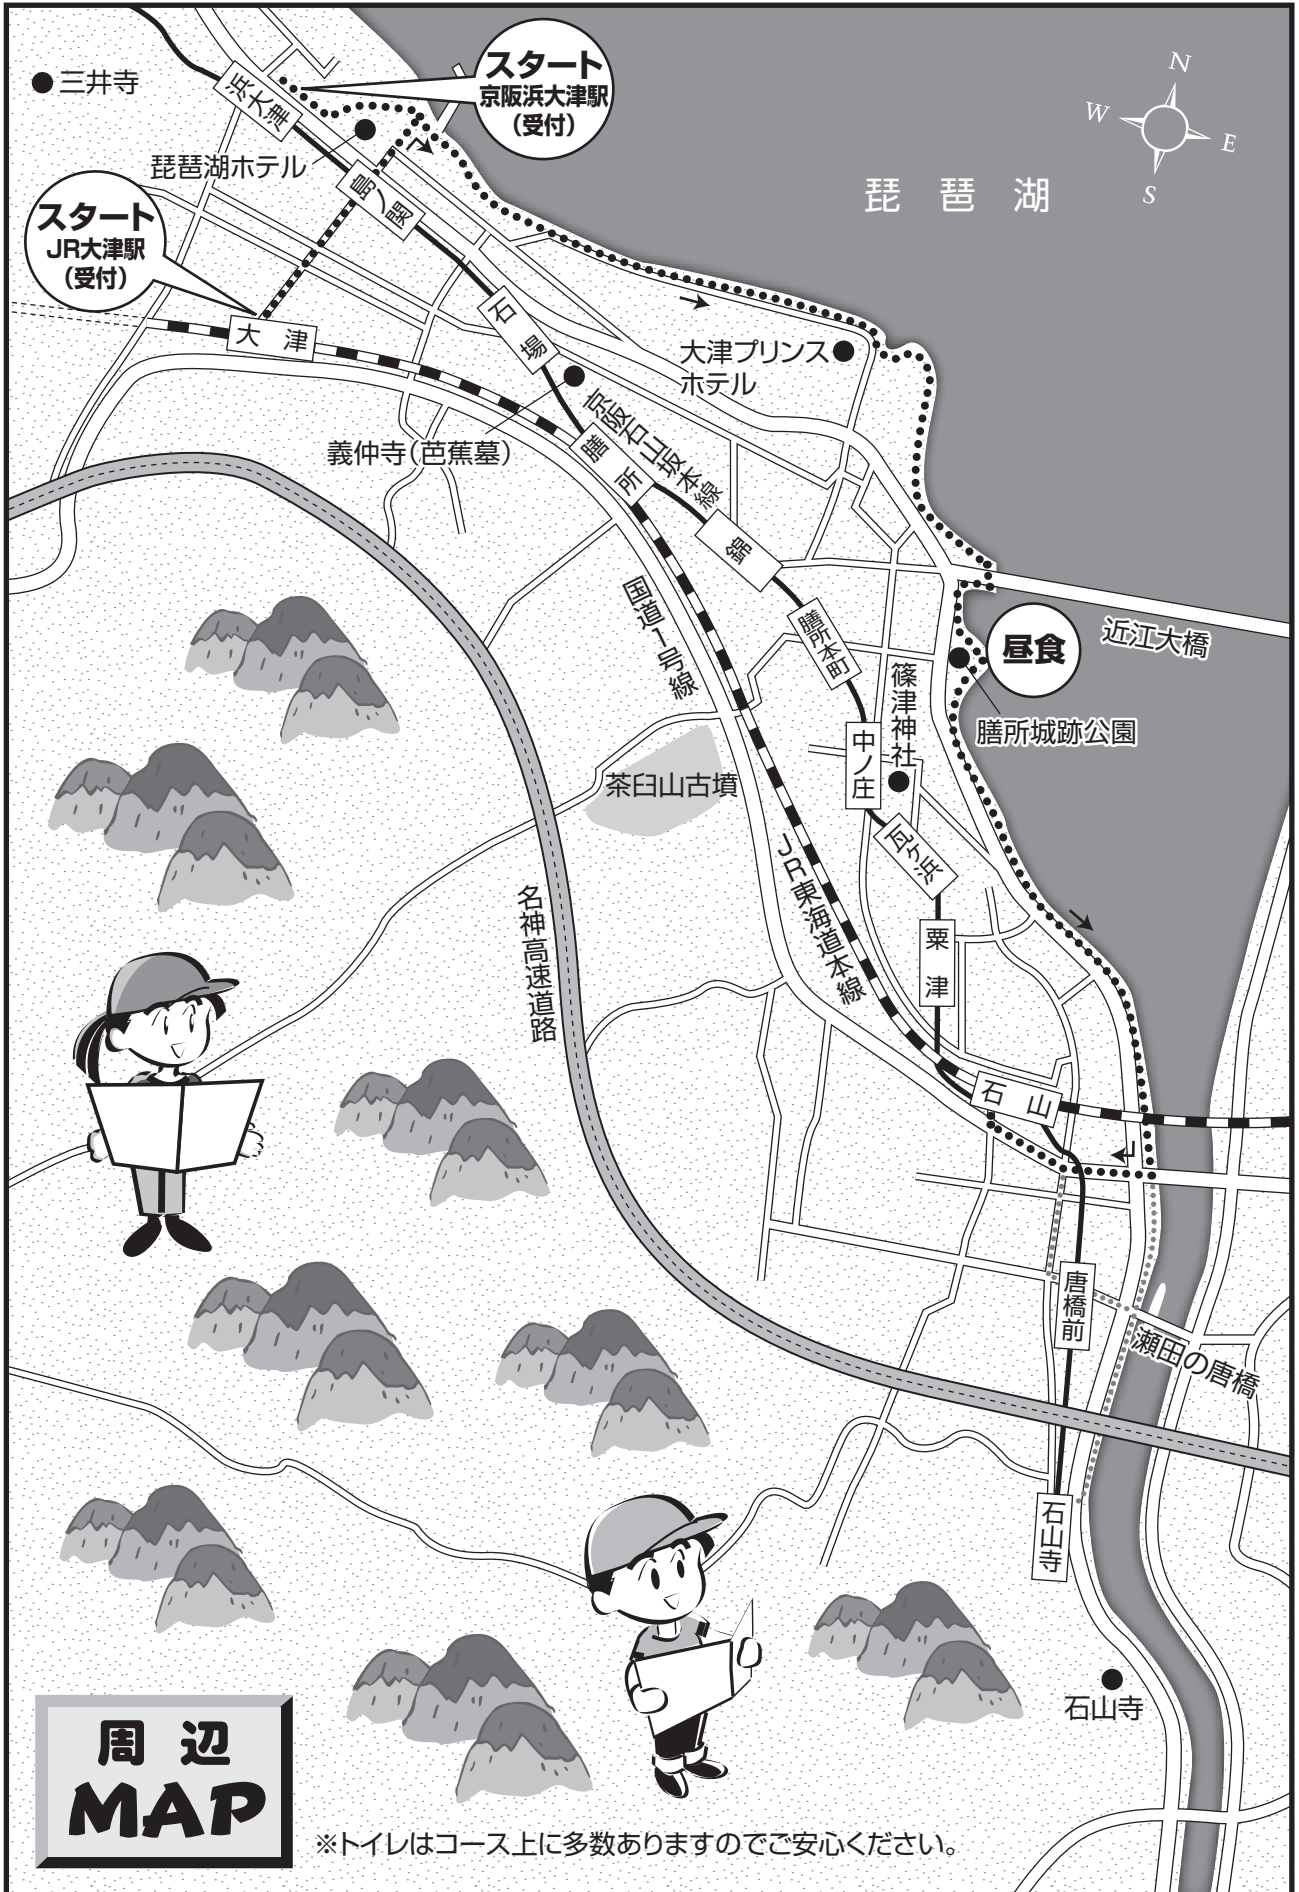 三井寺
浜大津
スタート
京阪浜大津駅
（受付）
琵琶湖ホテル
島ノ関
スタート
JR大津駅
（受付）
N
W
E
S
琵琶湖
大津
石場
大津プリンス
ホテル
義仲寺（芭蕉墓）
京阪石山坂本線
膳所
錦
国道1号線
膳所本町
昼食
近江大橋
篠津神社
膳所城跡公園
中ノ庄
茶臼山古墳
瓦ヶ浜
JR東海道本線
名神高速道路
粟津
石山
唐橋前
瀬田の唐橋
石山寺
石山寺
周辺
MAP
※トイレはコース上に多数ありますのでご安心ください。